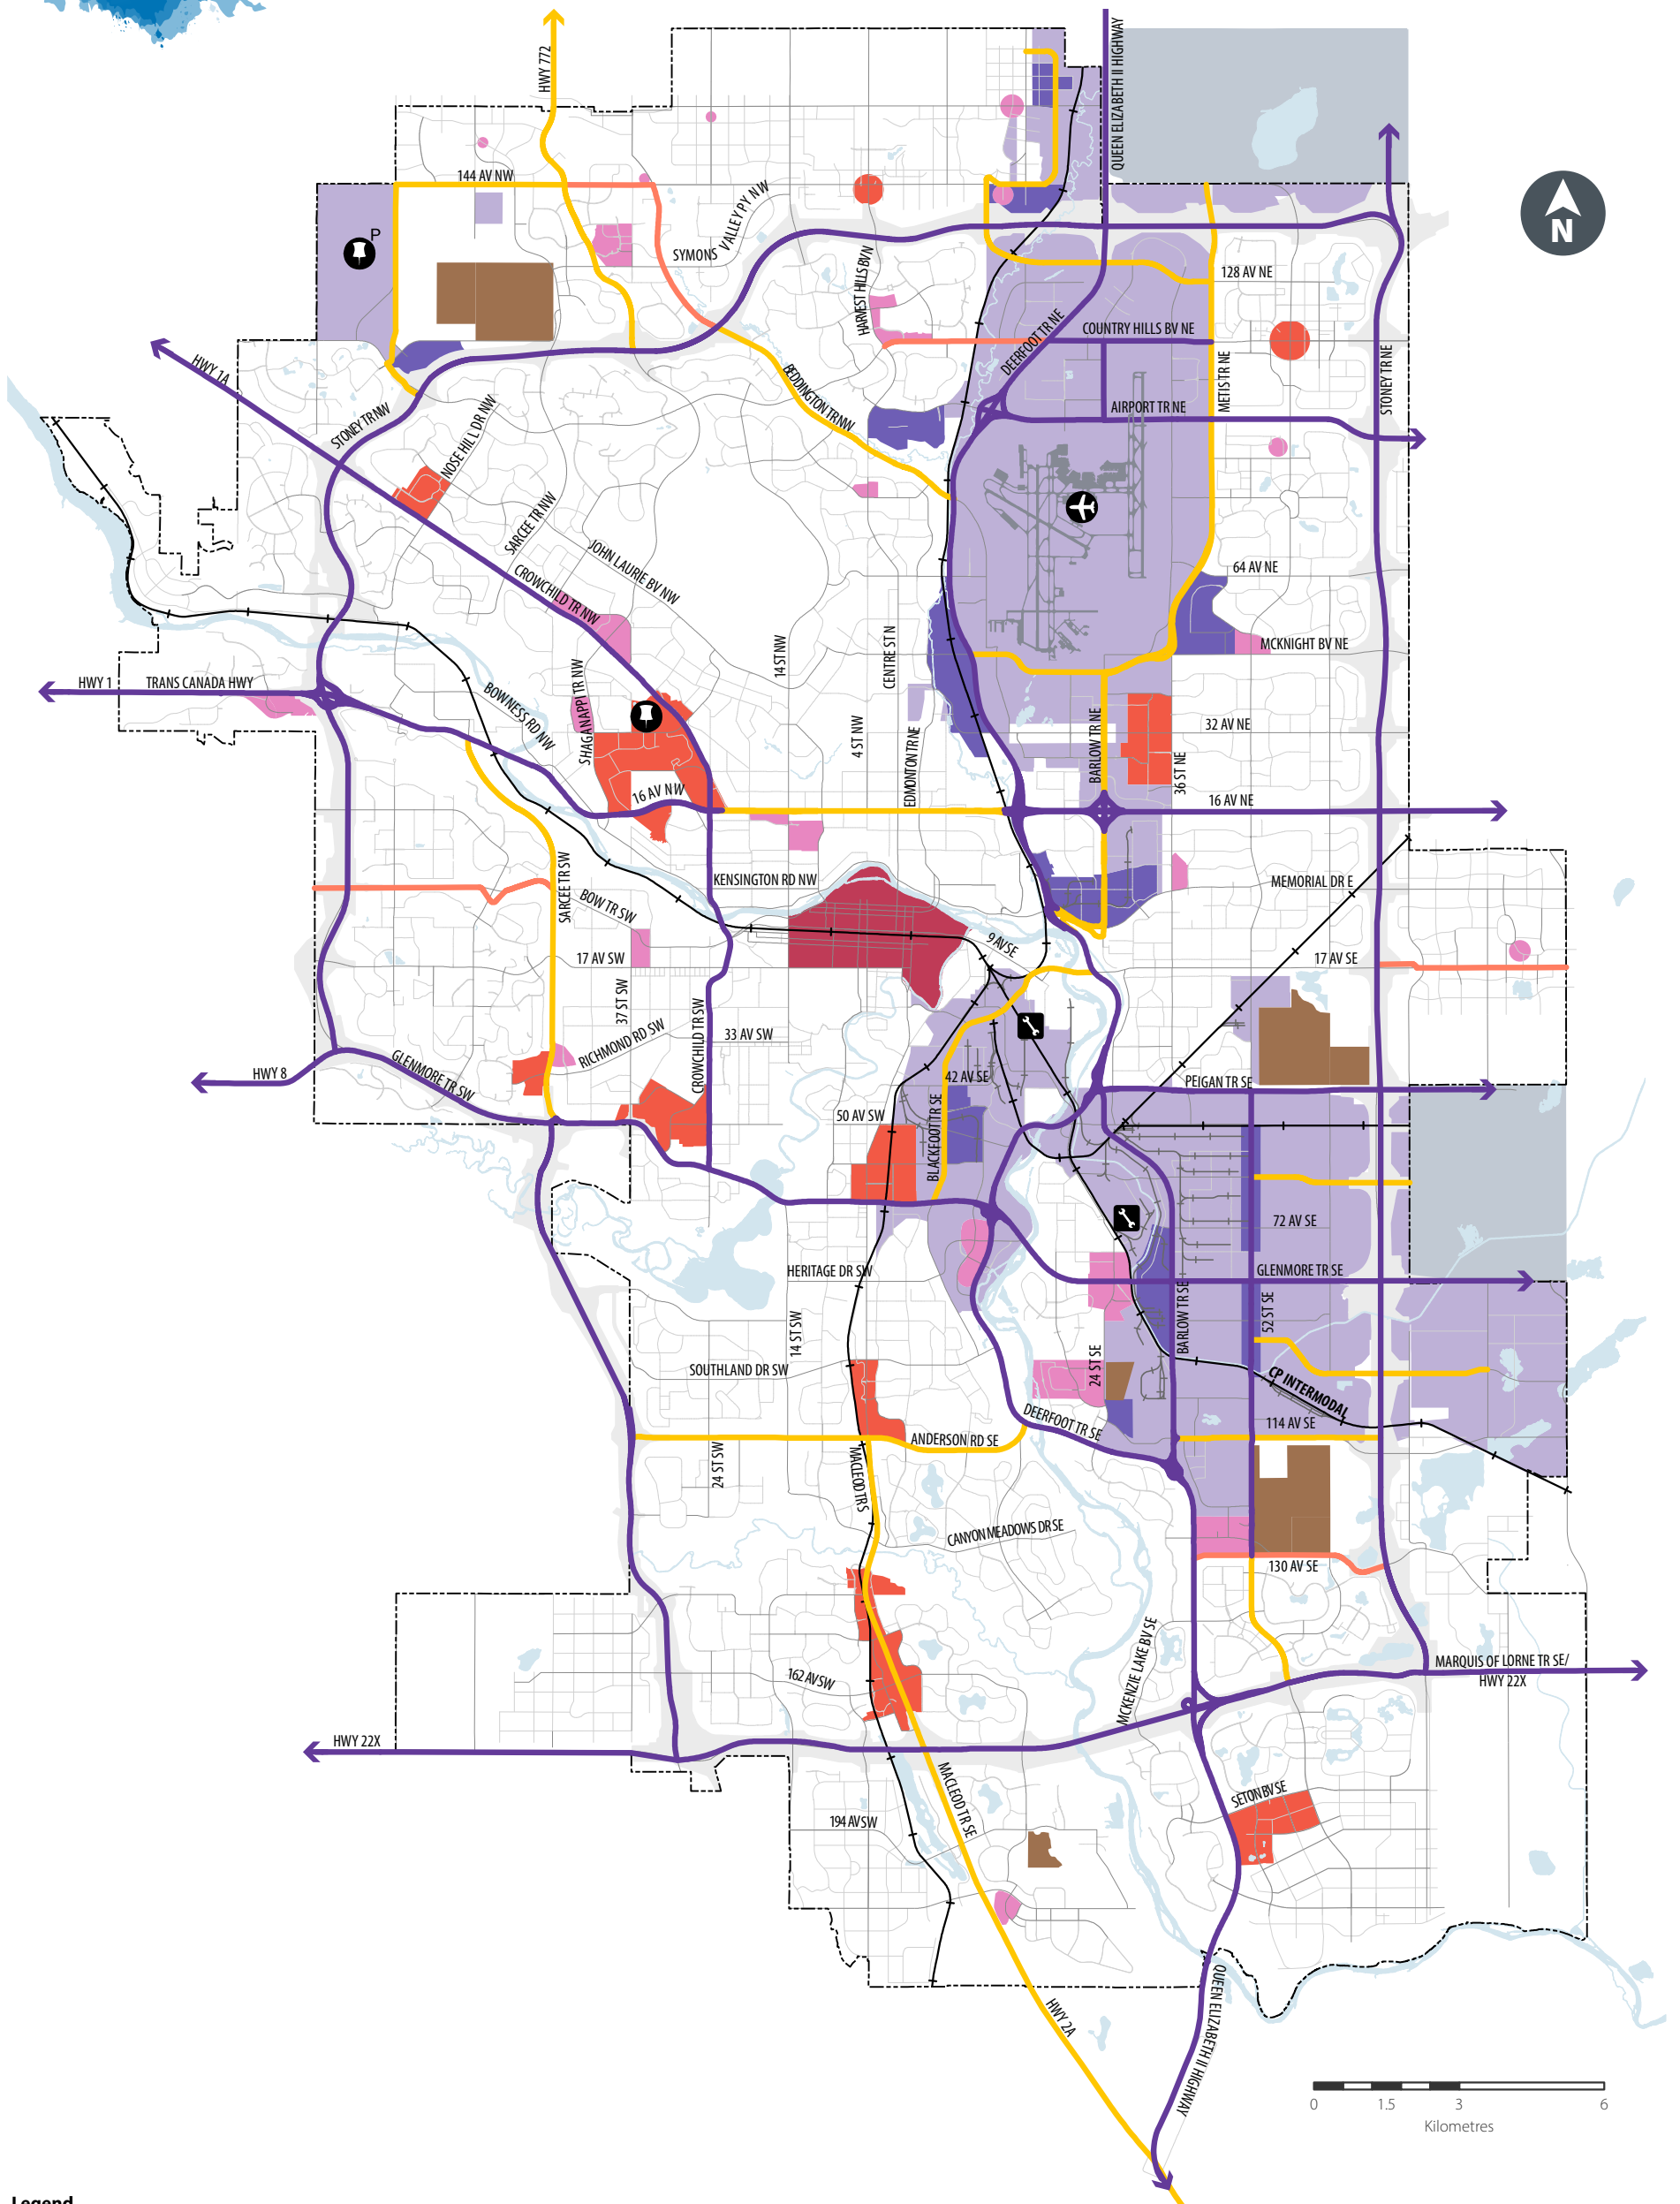 HWY 772
QUEEN ELIZABETH II HIGHWAY
144 AV NW
P
SYMONS
VALLEY PY NW
N
HARVEST HILLS BV N
128 AV NE
COUNTRY HILLS BV NE
DEERFOOT TR NE
HWY 1A
METIS TR NE
STONEY TR NE
BEDDINGTON TR NW
AIRPORT TR NE
STONEY TR NW
NOSE HILL DR NW
SARCEE TR NW
JOHN LAURIE BV NW
CROWCHILD TR NW
64 AV NE
14 ST NW
CENTRE ST N
MCKNIGHT BV NE
HWY 1
TRANS CANADA HWY
BOWNESS RD NW
SHAGANAPPI TR NW
4 ST NW
EDMONTON TR NE
BARLOW TR NE
32 AV NE
36 ST NE
16 AV NW
16 AV NE
KENSINGTON RD NW
MEMORIAL DR E
SARCEE TR SW
BOW TR SW
9 AV SE
17 AV SW
17 AV SE
37 ST SW
CROWCHILD TR SW
33 AV SW
RICHMOND RD SW
HWY 8
GLENMORE TR SW
42 AV SE
PEIGAN TR SE
50 AV SW
BLACKFOOT TR SE
72 AV SE
HERITAGE DR SW
GLENMORE TR SE
14 ST SW
BARLOW TR SE
52 ST SE
SOUTHLAND DR SW
24 ST SE
CP INTERMODAL
DEERFOOT TR SE
114 AV SE
ANDERSON RD SE
24 ST SW
MACLEOD TR S
CANYON MEADOWS DR SE
130 AV SE
MCKENZIE LAKE BV SE
162 AV SW
MARQUIS OF LORNE TR SE/
HWY 22X
HWY 22X
MACLEOD TR SE
SETON BV SE
194 AV SW
HWY 2A
QUEEN ELIZABETH II HIGHWAY
0 1.5 3 6
Kilometres
Legend